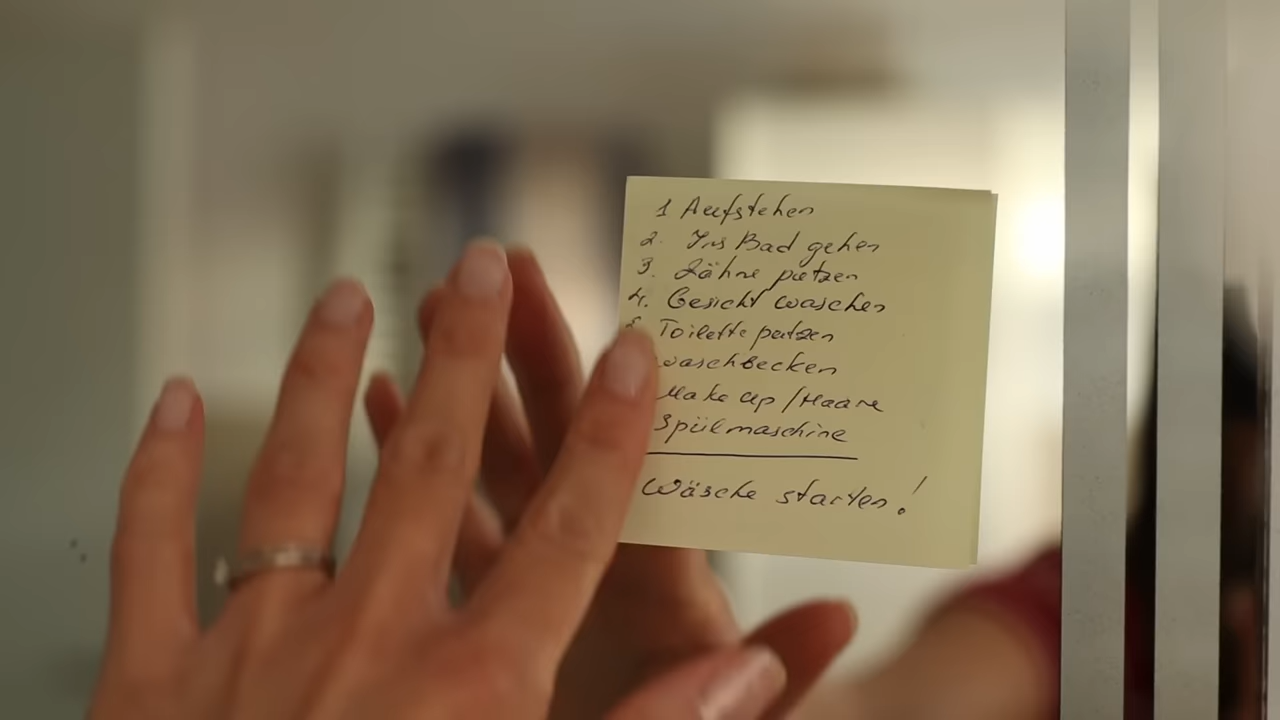 1 Aufstehen
2. Ins Bad gehen
3. Zähne putzen
4. Gesicht waschen
5 Toilette putzen
Waschbecken
Make up / Haare
Spülmaschine
Wäsche starten!